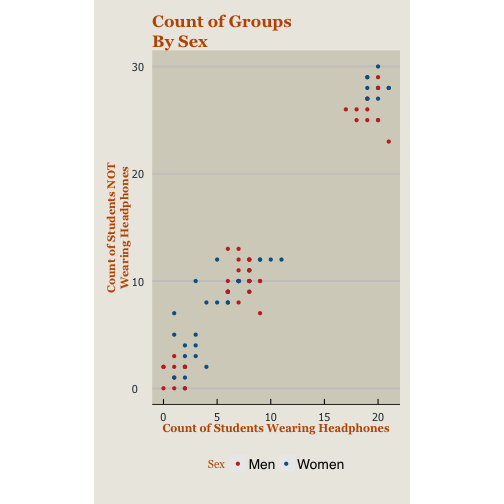 Count of Groups
By Sex
30
20
10
0
Count of Students NOT
Wearing Headphones
0 5 10 15 20
Count of Students Wearing Headphones
Sex Men Women